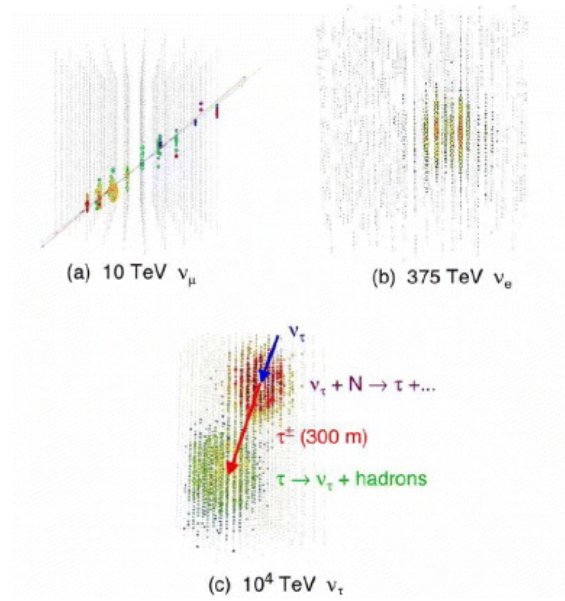 (a) 10 TeV νμ
(b) 375 TeV νe
ντ
ντ + N → τ +...
τ± (300 m)
τ → ντ + hadrons
(c) 10⁴ TeV ντ